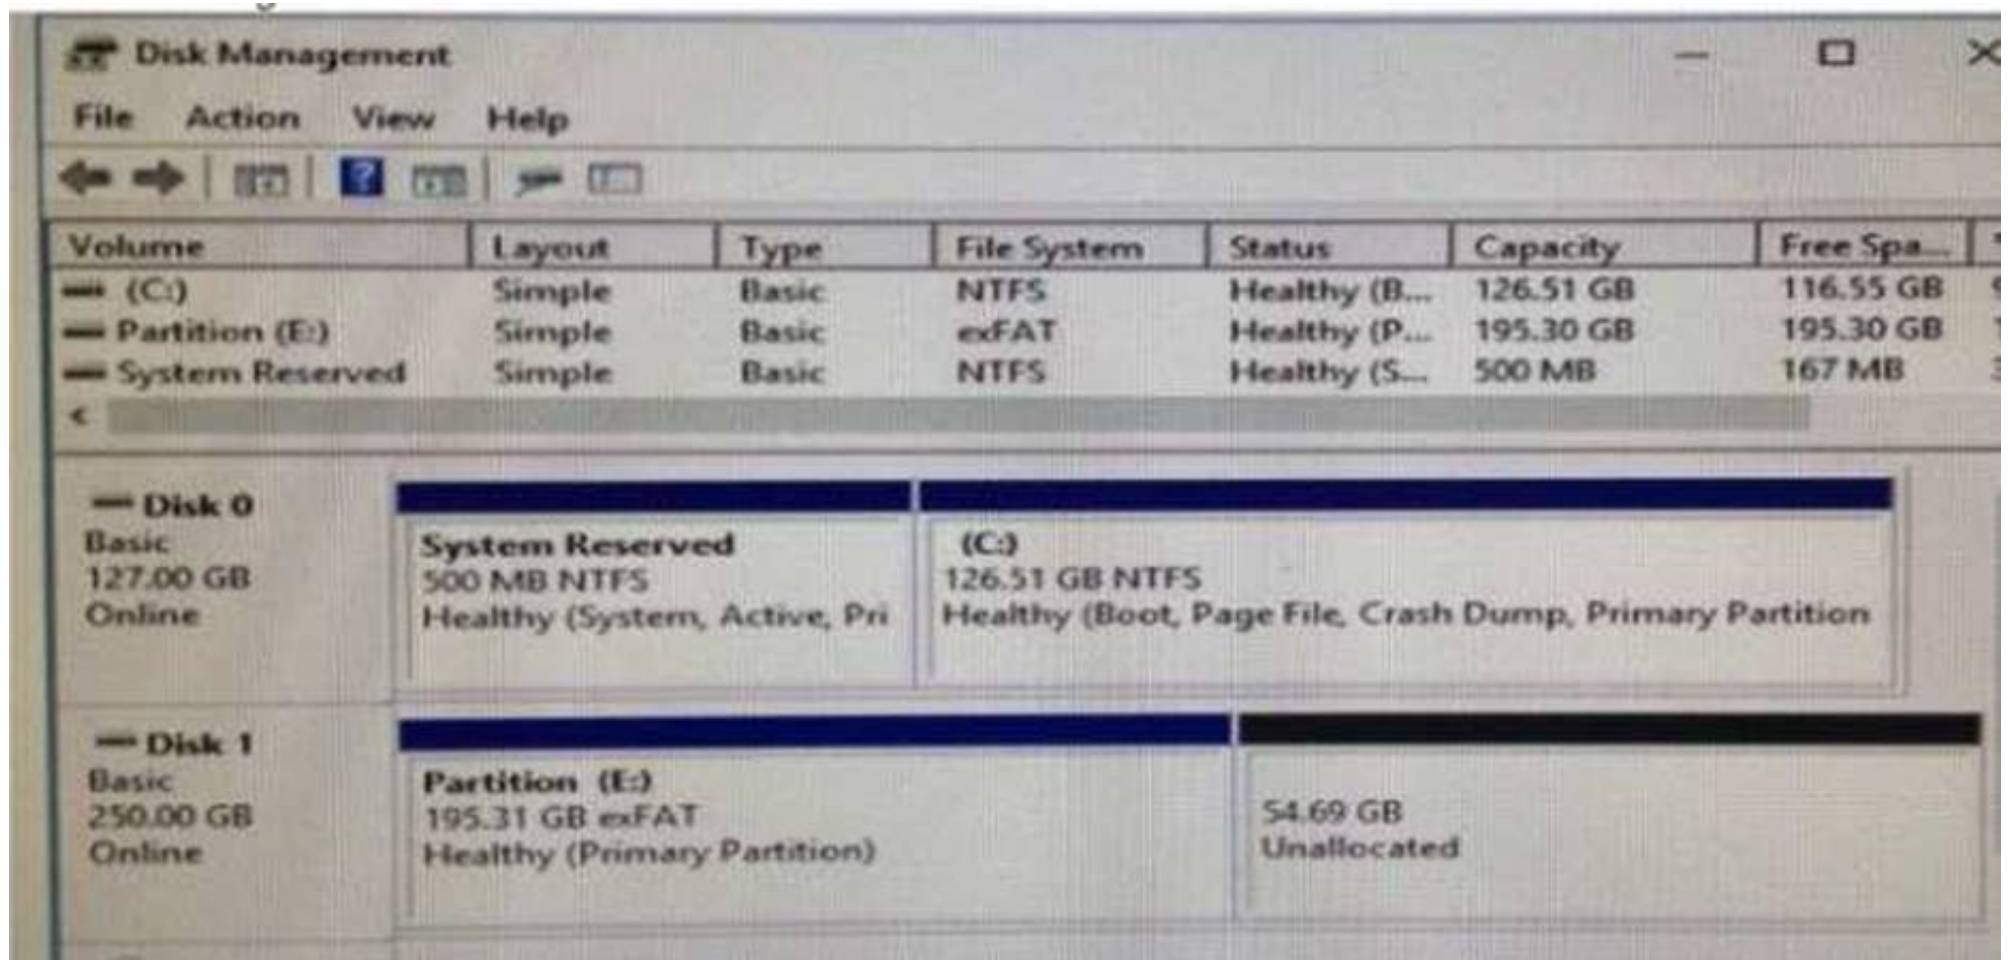 Disk Management
File Action View Help
Volume Layout Type File System Status Capacity Free Spa...
(C:) Simple Basic NTFS Healthy (B... 126.51 GB 116.55 GB
Partition (E:) Simple Basic exFAT Healthy (P... 195.30 GB 195.30 GB
System Reserved Simple Basic NTFS Healthy (S... 500 MB 167 MB
Disk 0
Basic
127.00 GB
Online
System Reserved
500 MB NTFS
Healthy (System, Active, Pri
(C:)
126.51 GB NTFS
Healthy (Boot, Page File, Crash Dump, Primary Partition
Disk 1
Basic
250.00 GB
Online
Partition (E:)
195.31 GB exFAT
Healthy (Primary Partition)
54.69 GB
Unallocated